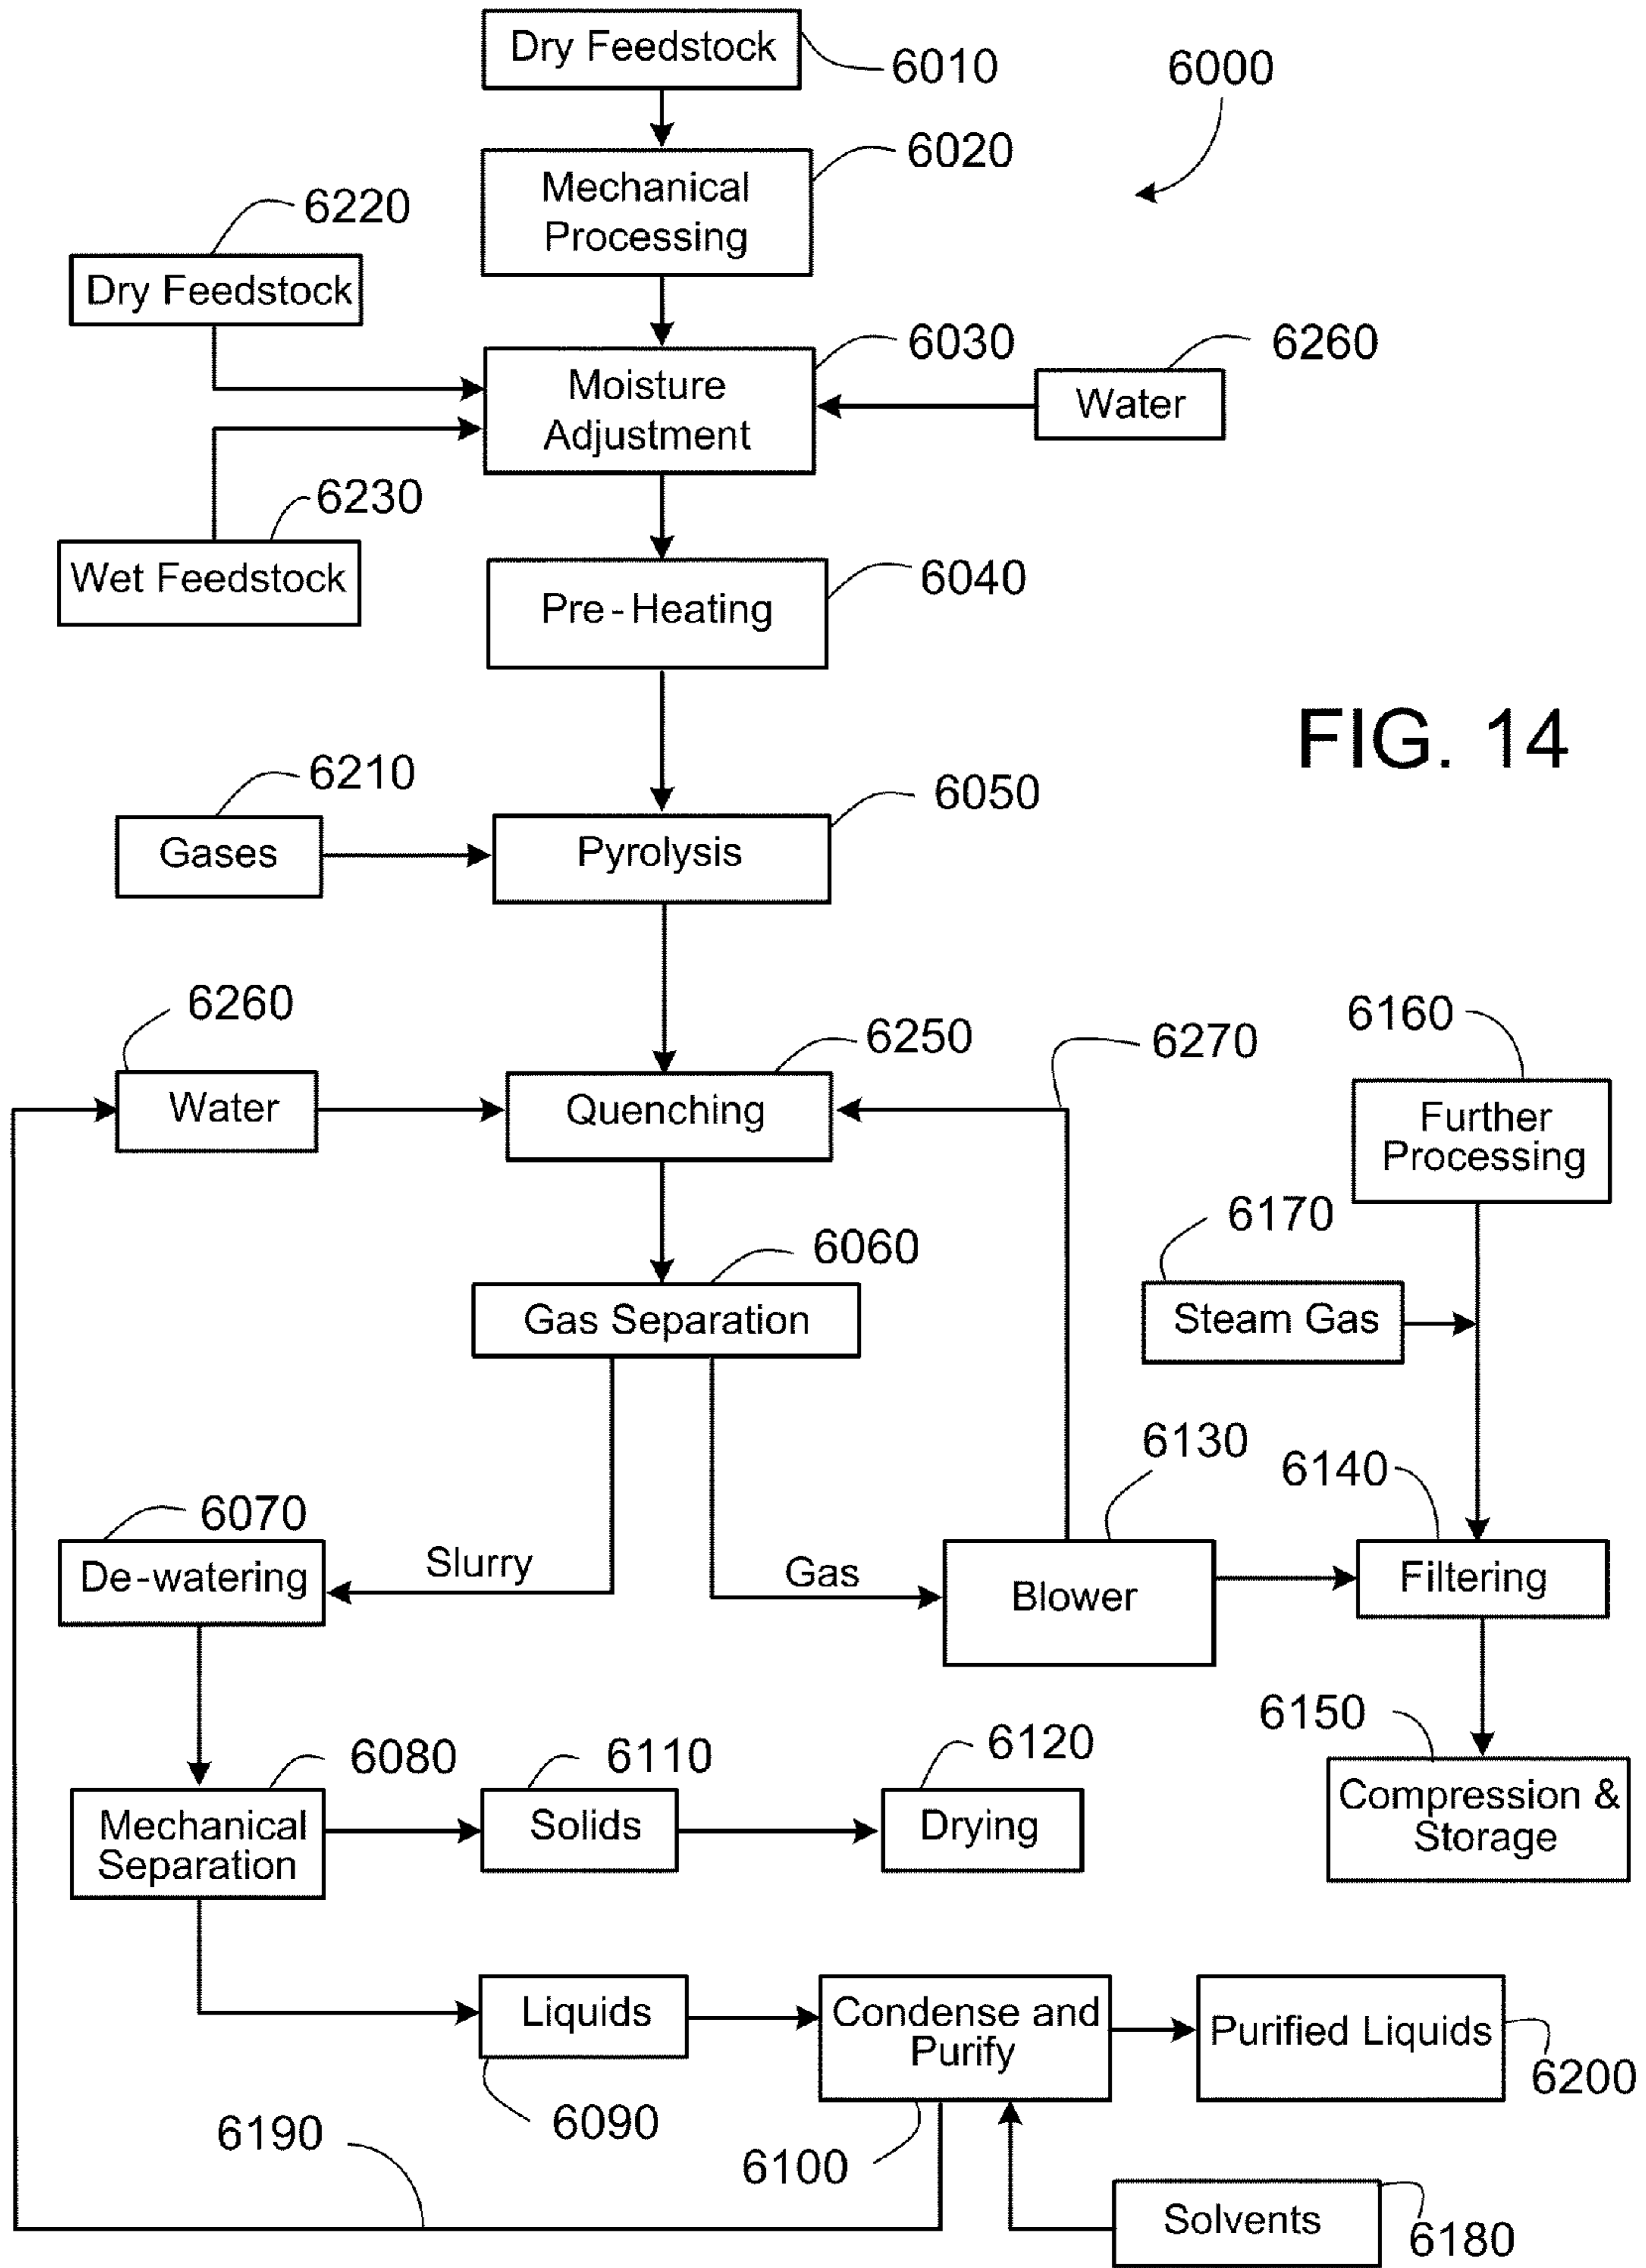 Dry Feedstock
6010
6000
6020
Mechanical
Processing
6220
Dry Feedstock
6030
Moisture
Adjustment
6260
Water
6230
Wet Feedstock
6040
Pre-Heating
FIG. 14
6210
Gases
6050
Pyrolysis
6260
Water
6250
Quenching
6270
6160
Further
Processing
6170
Steam Gas
6060
Gas Separation
6130
6140
6070
De-watering
Slurry
Gas
Blower
Filtering
6150
Compression &
Storage
6080
Mechanical
Separation
6110
Solids
6120
Drying
Liquids
6090
Condense and
Purify
6100
Purified Liquids
6200
6190
Solvents
6180